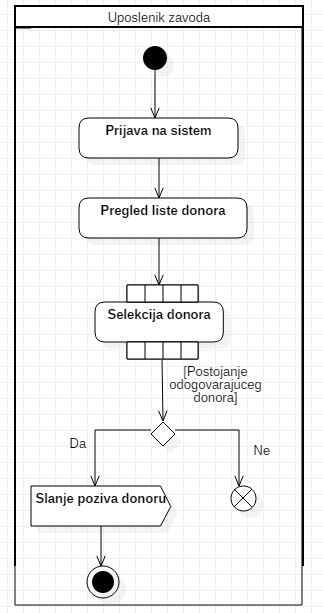 Uposlenik zavoda
Prijava na sistem
Pregled liste donora
Selekcija donora
[Postojanje
odogovarajuceg
donora]
Da
Ne
Slanje poziva donoru